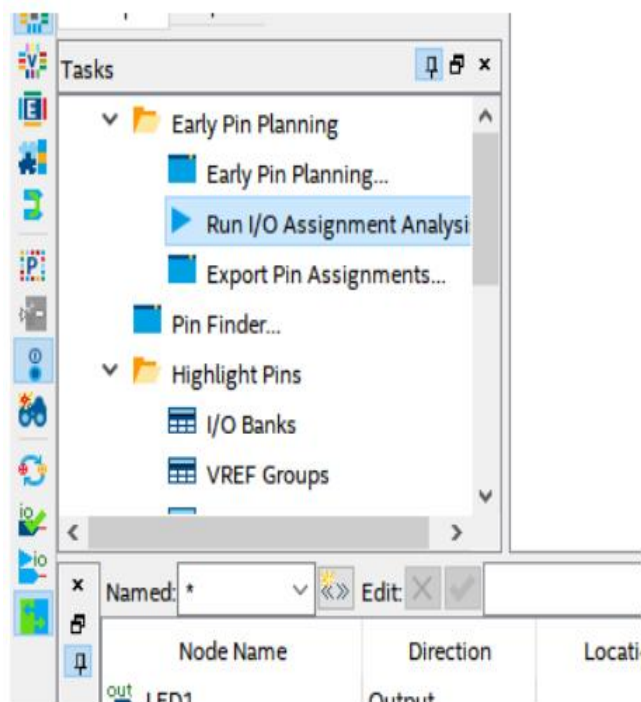 Tasks
Early Pin Planning
Early Pin Planning...
Run I/O Assignment Analysi
Export Pin Assignments...
Pin Finder...
Highlight Pins
I/O Banks
VREF Groups
Named: * Edit:
Node Name Direction Locati
out LED1 Output